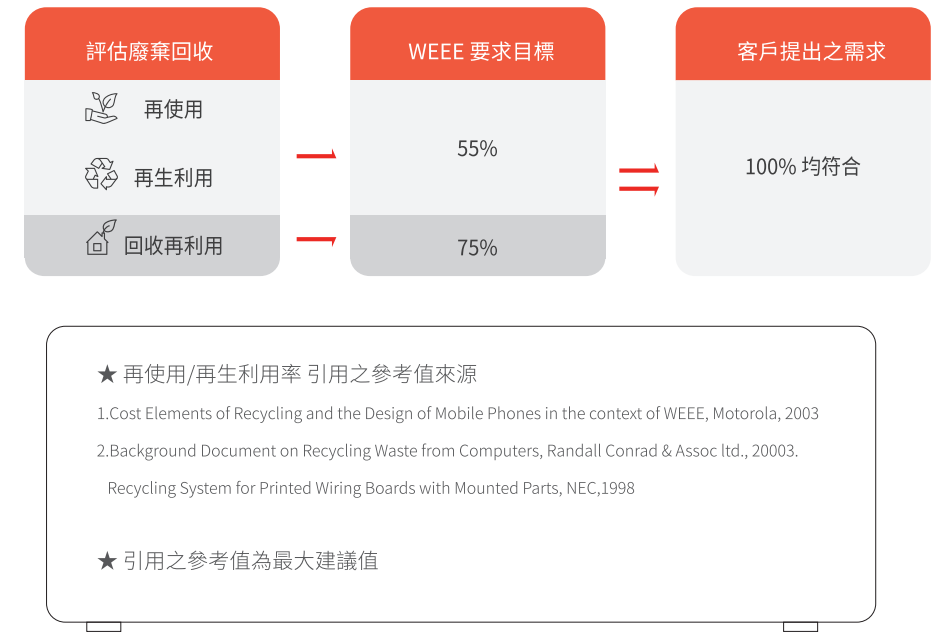 評估廢棄回收
WEEE 要求目標
客戶提出之需求
再使用
再生利用
回收再利用
55%
75%
100% 均符合
★ 再使用/再生利用率 引用之參考值來源
1.Cost Elements of Recycling and the Design of Mobile Phones in the context of WEEE, Motorola, 2003
2.Background Document on Recycling Waste from Computers, Randall Conrad & Assoc ltd., 20003.
Recycling System for Printed Wiring Boards with Mounted Parts, NEC,1998
★ 引用之參考值為最大建議值